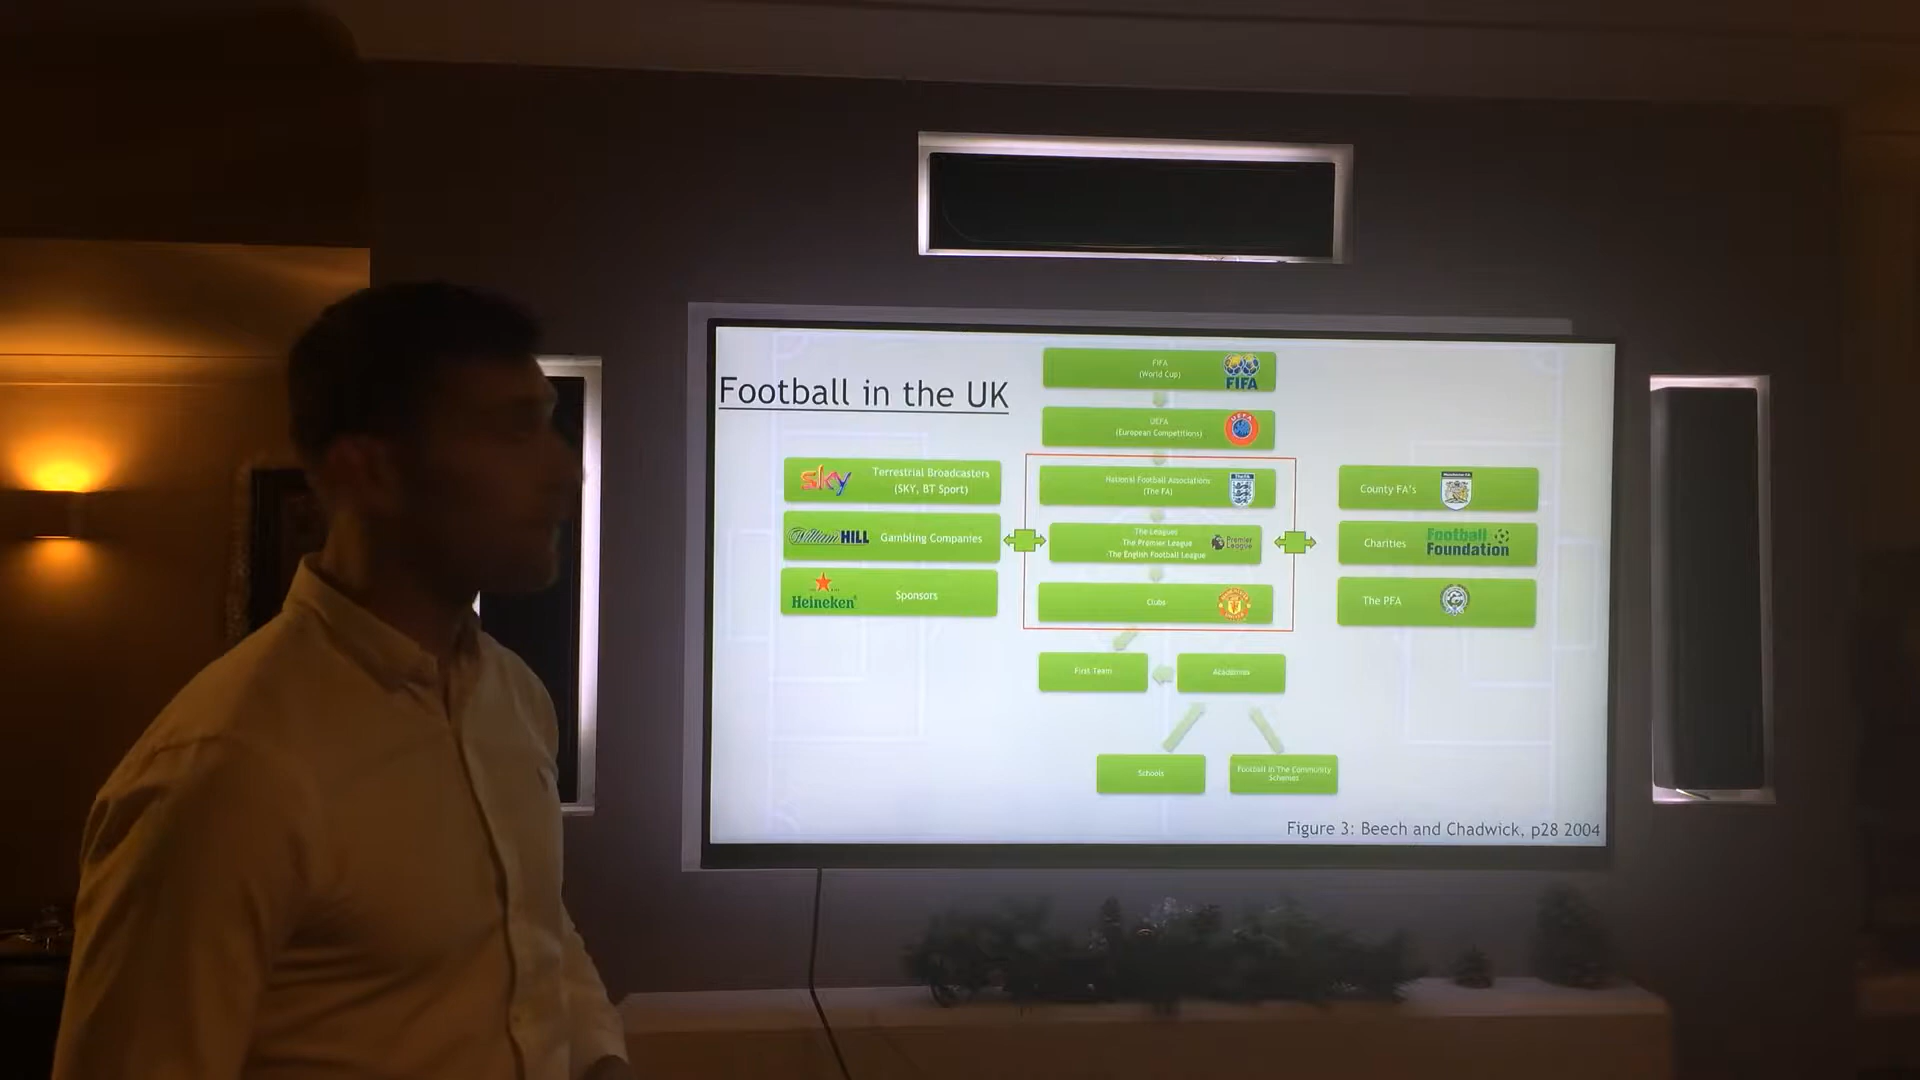 Football in the UK
FIFA
(World Cup)
FIFA
UEFA
(European Competitions)
UEFA
sky
Terrestrial Broadcasters
(SKY, BT Sport)
National Football Associations
(The FA)
County FA's
William HILL
Gambling Companies
The Leagues
The Premier League
The English Football League
Premier
League
Charities
Football
Foundation
Heineken
Sponsors
Clubs
The PFA
First Team
Academies
Schools
Football In The Community
Schemes
Figure 3: Beech and Chadwick, p28 2004